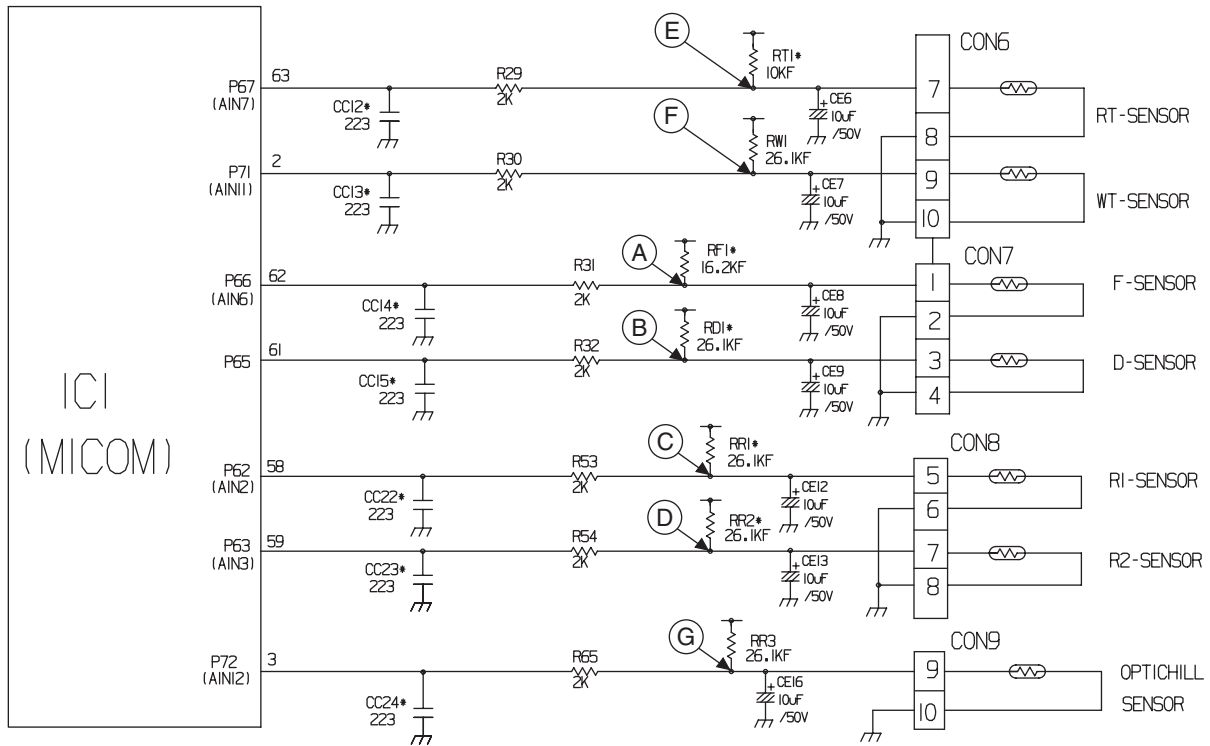 CON6
E
RT1*
10KF
P67
(AIN7)
63
R29
2K
CC12*
223
+ CE6
10uF
/50V
7
8
RT-SENSOR
F
RW1
26.1KF
P71
(AIN11)
2
R30
2K
CC13*
223
+ CE7
10uF
/50V
9
10
WT-SENSOR
CON7
A
RF1*
16.2KF
P66
(AIN6)
62
R31
2K
CC14*
223
+ CE8
10uF
/50V
1
2
F-SENSOR
B
RD1*
26.1KF
P65
61
R32
2K
CC15*
223
+ CE9
10uF
/50V
3
4
D-SENSOR
IC1
(MICOM)
CON8
C
RR1*
26.1KF
P62
(AIN2)
58
R53
2K
CC22*
223
+ CE12
10uF
/50V
5
6
R1-SENSOR
D
RR2*
26.1KF
P63
(AIN3)
59
R54
2K
CC23*
223
+ CE13
10uF
/50V
7
8
R2-SENSOR
CON9
G
RR3
26.1KF
P72
(AIN12)
3
R65
2K
CC24*
223
+ CE16
10uF
/50V
9
10
OPTICHILL
SENSOR